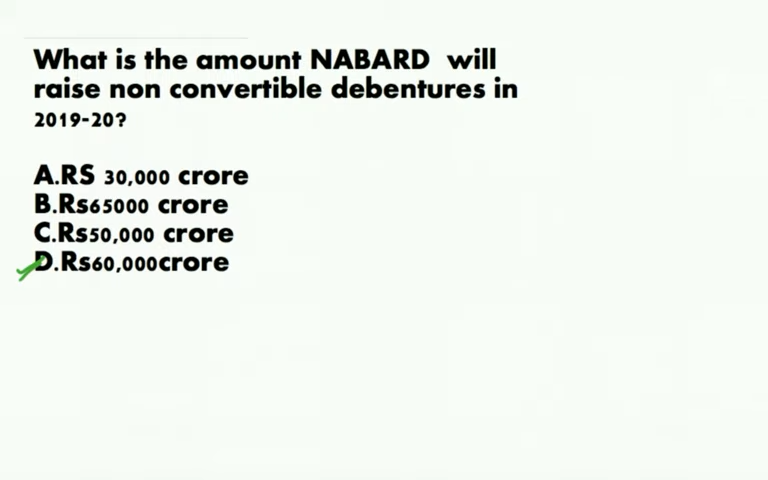 What is the amount NABARD will
raise non convertible debentures in
2019-20?
A.RS 30,000 crore
B.Rs65000 crore
C.Rs50,000 crore
D.Rs60,000crore